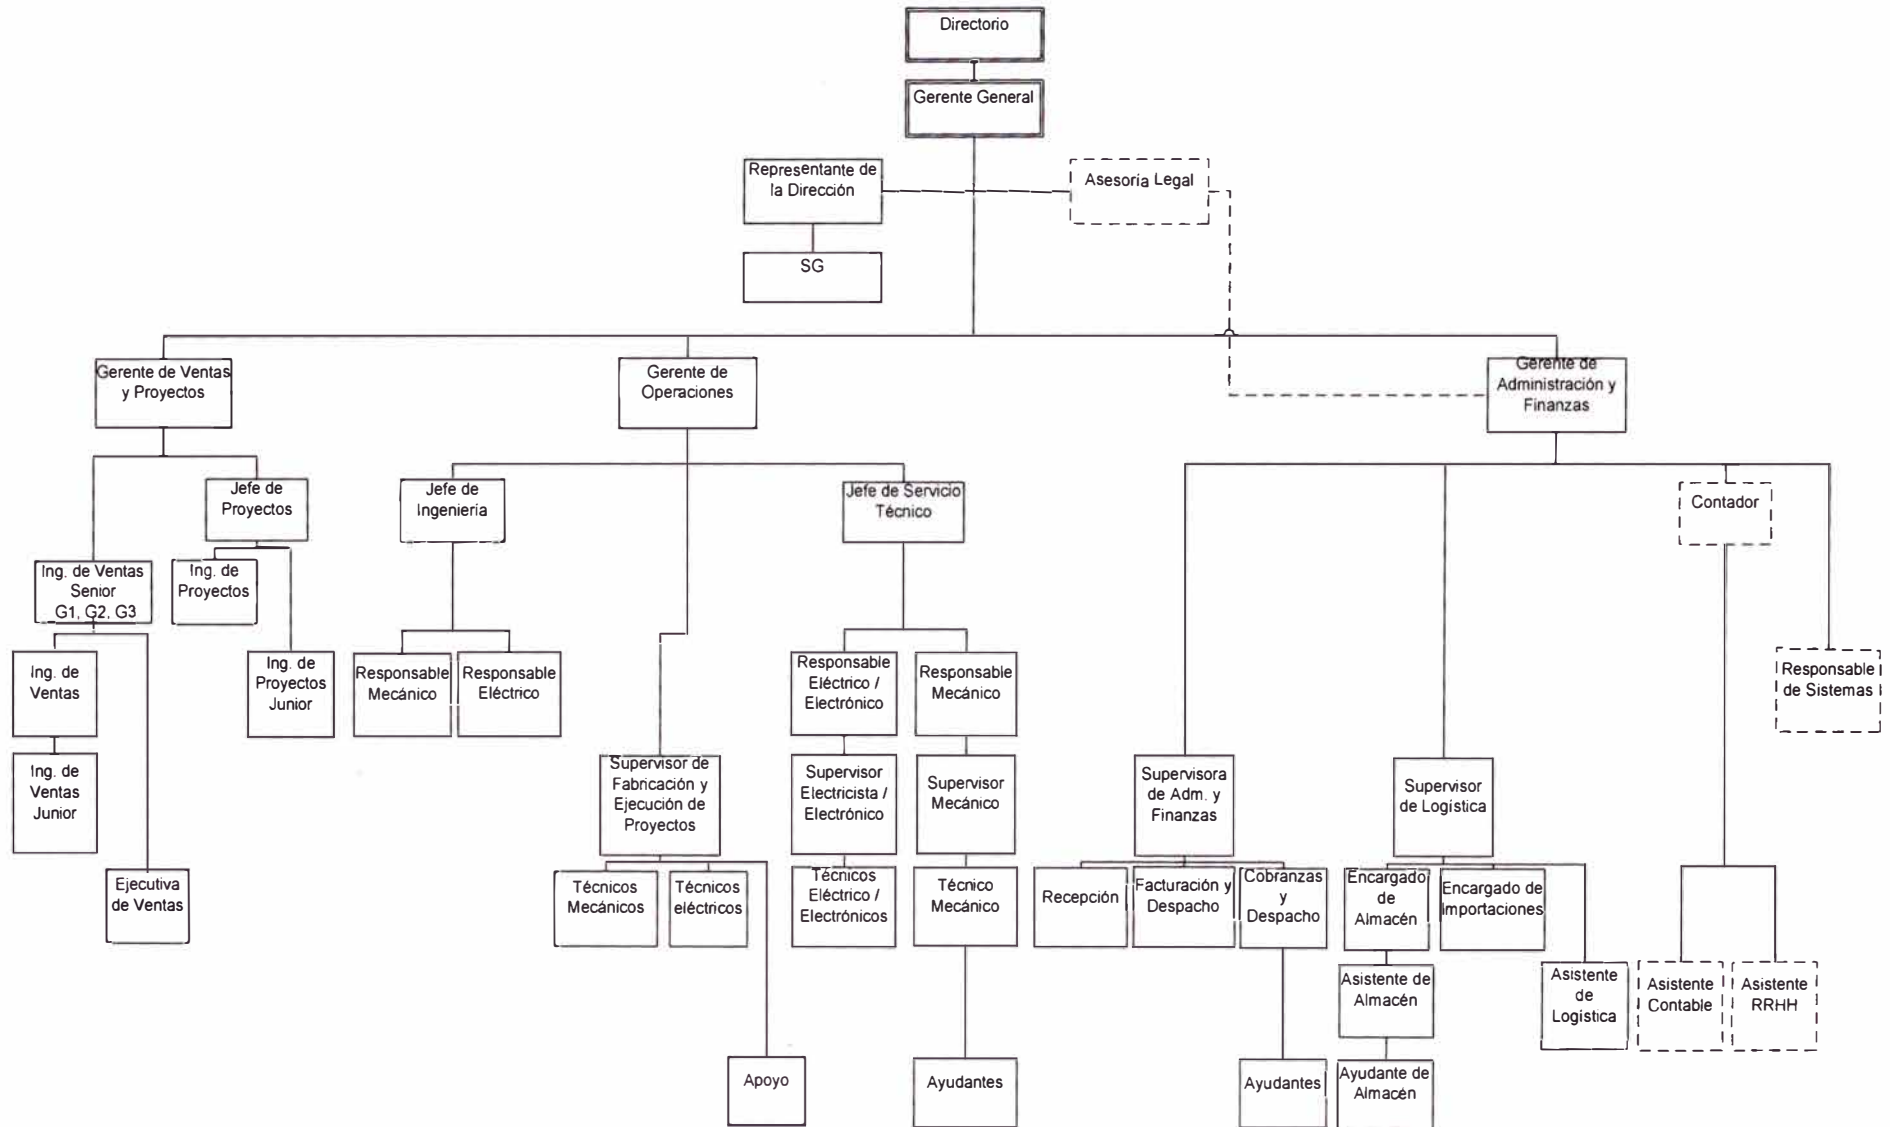 Directorio
Gerente General
Representante de
la Dirección
Asesoría Legal
SG
Gerente de Ventas
y Proyectos
Gerente de
Operaciones
Gerente de
Administración y
Finanzas
Jefe de
Proyectos
Jefe de
Ingeniería
Jefe de Servicio
Técnico
Contador
Ing. de Ventas
Senior
G1, G2, G3
Ing. de
Proyectos
Ing. de
Ventas
Ing. de
Proyectos
Junior
Responsable
Mecánico
Responsable
Eléctrico
Responsable
Eléctrico /
Electrónico
Responsable
Mecánico
Responsable
de Sistemas
Ing. de
Ventas
Junior
Supervisor de
Fabricación y
Ejecución de
Proyectos
Supervisor
Electricista /
Electrónico
Supervisor
Mecánico
Supervisora
de Adm. y
Finanzas
Supervisor
de Logística
Ejecutiva
de Ventas
Técnicos
Mecánicos
Técnicos
eléctricos
Técnicos
Eléctrico /
Electrónicos
Técnico
Mecánico
Recepción
Facturación y
Despacho
Cobranzas
y
Despacho
Encargado
de
Almacén
Encargado de
Importaciones
Asistente de
Almacén
Asistente
de
Logística
Asistente
Contable
Asistente
RRHH
Apoyo
Ayudantes
Ayudantes
Ayudante de
Almacén